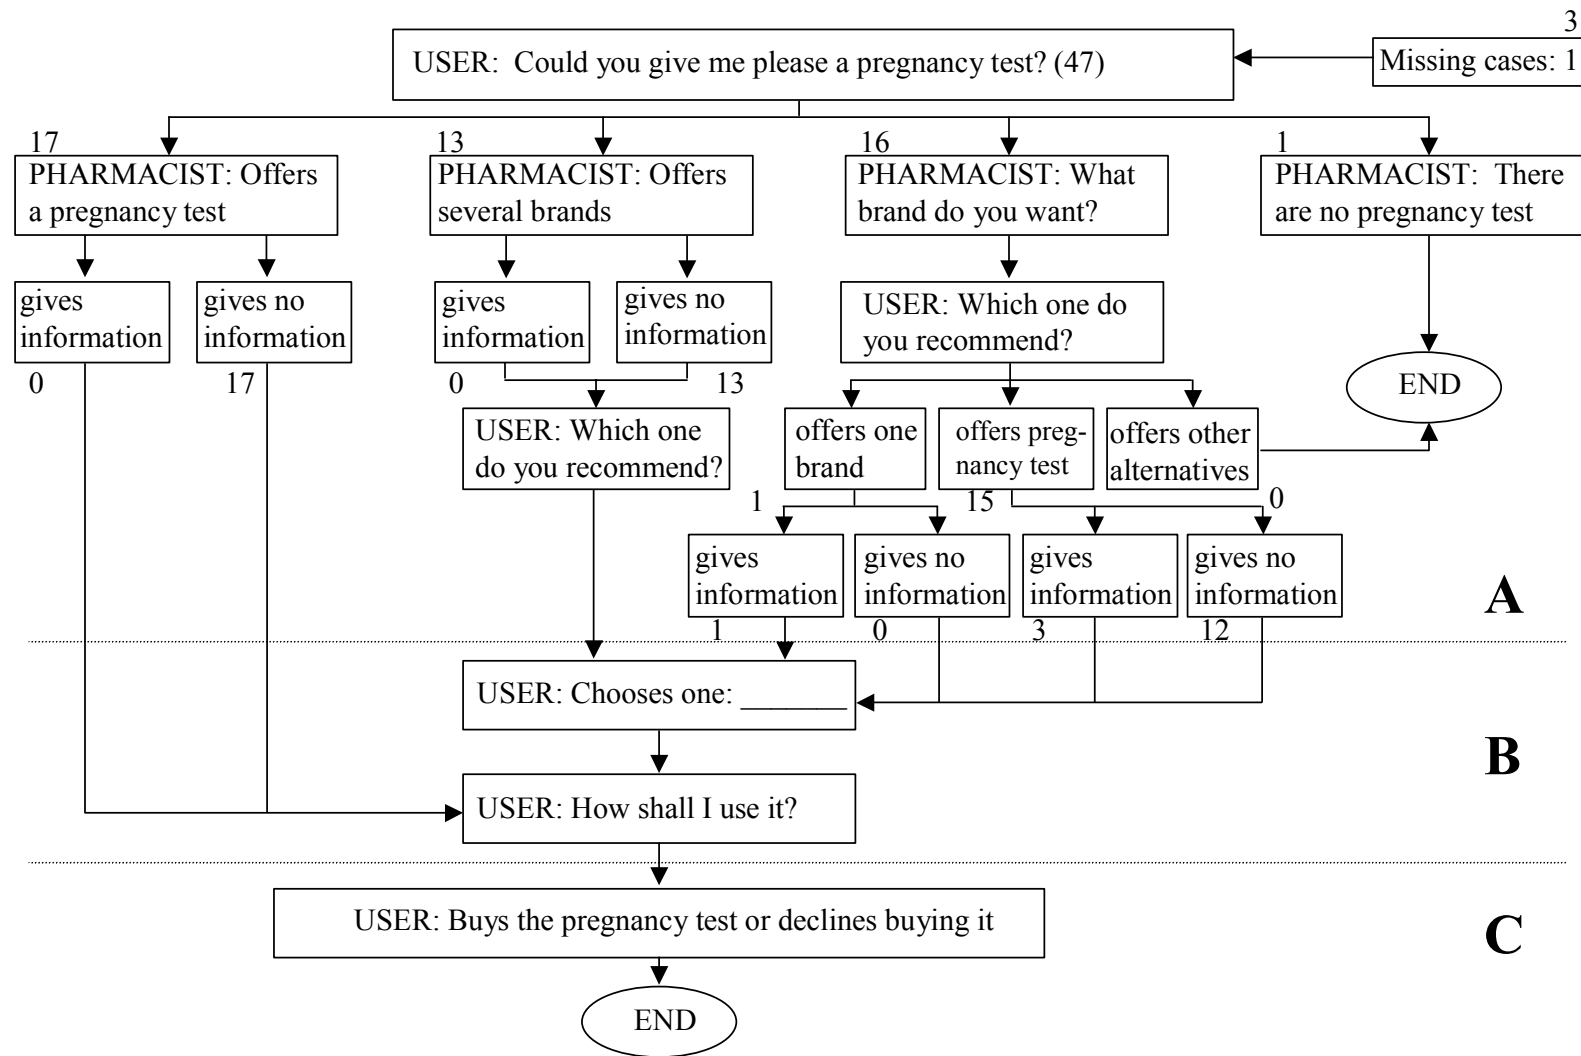 3
USER: Could you give me please a pregnancy test? (47)
Missing cases: 1
17
PHARMACIST: Offers
a pregnancy test
13
PHARMACIST: Offers
several brands
16
PHARMACIST: What
brand do you want?
1
PHARMACIST: There
are no pregnancy test
gives
information
0
gives no
information
17
gives
information
0
gives no
information
13
USER: Which one do
you recommend?
END
USER: Which one
do you recommend?
offers one
brand
1
offers preg-
nancy test
15
offers other
alternatives
0
gives
information
1
gives no
information
0
gives
information
3
gives no
information
12
A
USER: Chooses one: _______
B
USER: How shall I use it?
USER: Buys the pregnancy test or declines buying it
C
END